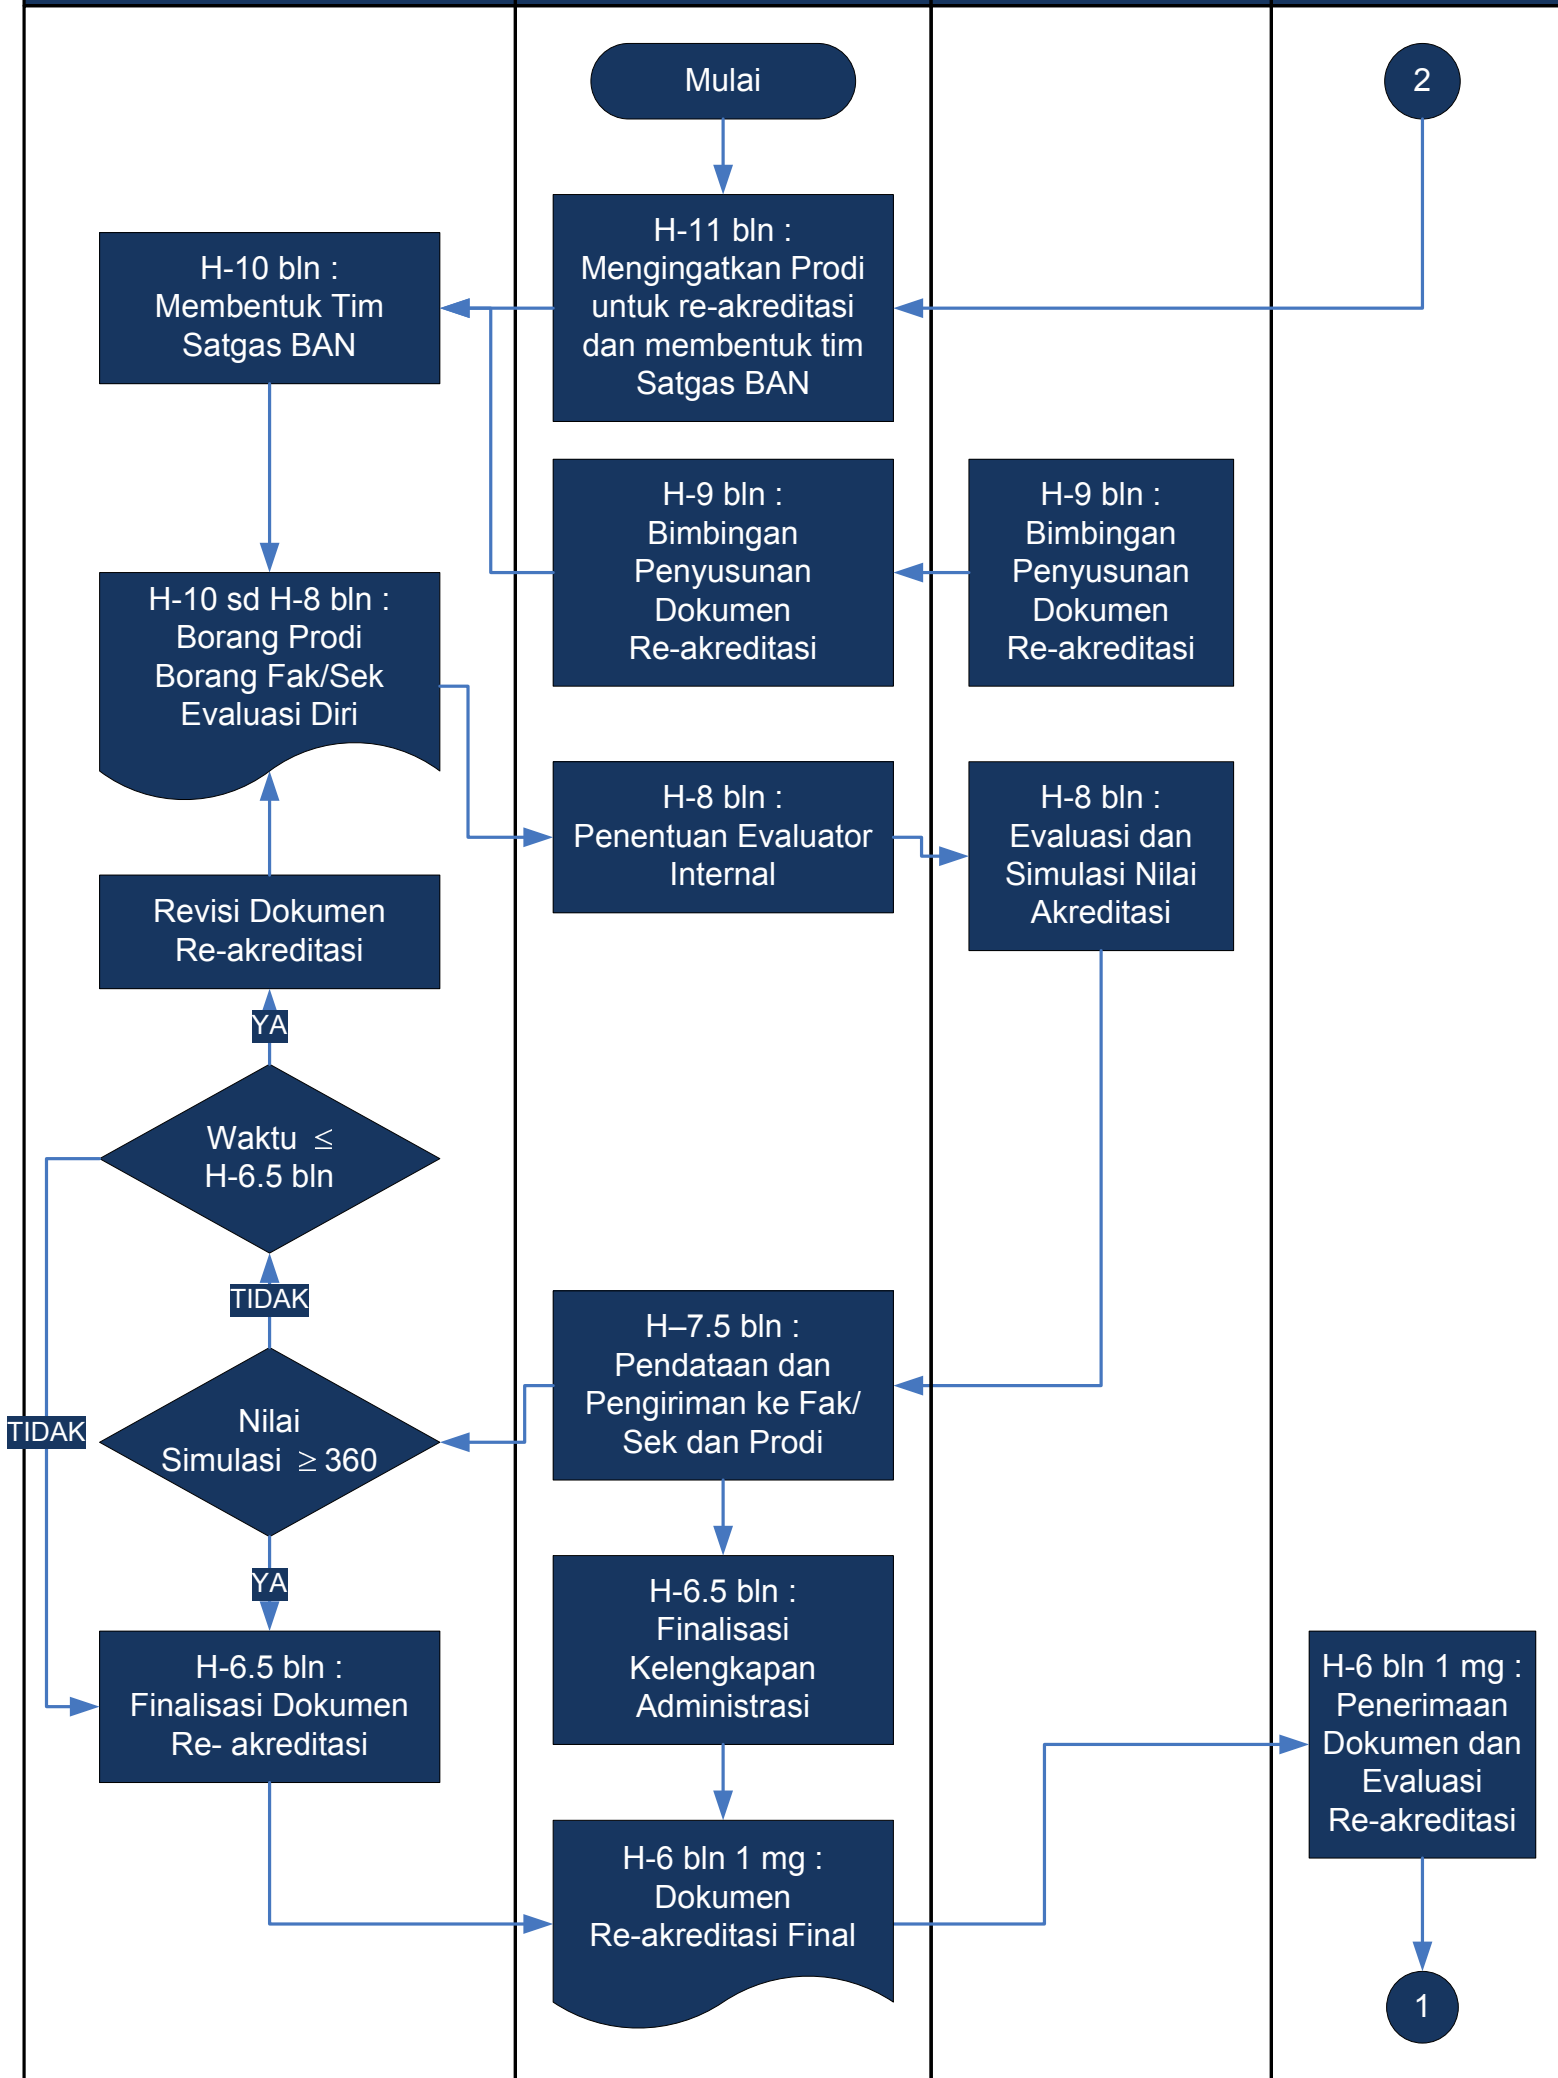 Mulai
2
H-11 bln :
Mengingatkan Prodi
untuk re-akreditasi
dan membentuk tim
Satgas BAN
H-10 bln :
Membentuk Tim
Satgas BAN
H-9 bln :
Bimbingan
Penyusunan
Dokumen
Re-akreditasi
H-9 bln :
Bimbingan
Penyusunan
Dokumen
Re-akreditasi
H-10 sd H-8 bln :
Borang Prodi
Borang Fak/Sek
Evaluasi Diri
H-8 bln :
Penentuan Evaluator
Internal
H-8 bln :
Evaluasi dan
Simulasi Nilai
Akreditasi
Revisi Dokumen
Re-akreditasi
YA
Waktu ≤
H-6.5 bln
TIDAK
TIDAK
Nilai
Simulasi ≥ 360
YA
H–7.5 bln :
Pendataan dan
Pengiriman ke Fak/
Sek dan Prodi
H-6.5 bln :
Finalisasi
Kelengkapan
Administrasi
H-6.5 bln :
Finalisasi Dokumen
Re- akreditasi
H-6 bln 1 mg :
Penerimaan
Dokumen dan
Evaluasi
Re-akreditasi
H-6 bln 1 mg :
Dokumen
Re-akreditasi Final
1